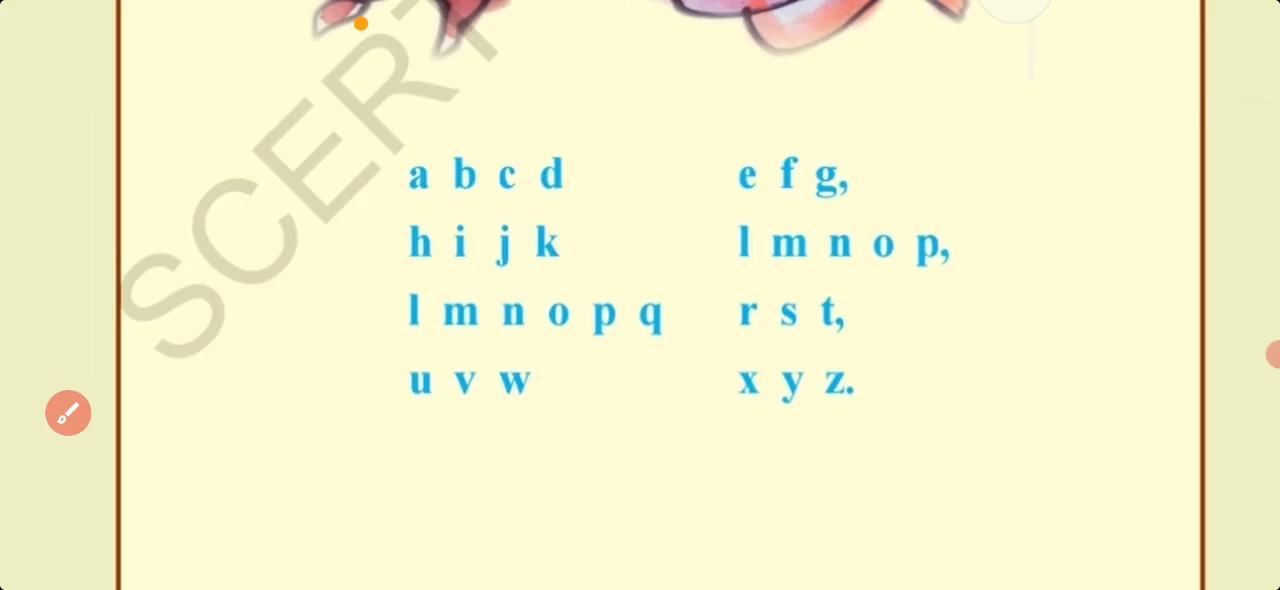 SCERT
a b c d e f g,
h i j k l m n o p,
l m n o p q r s t,
u v w x y z.